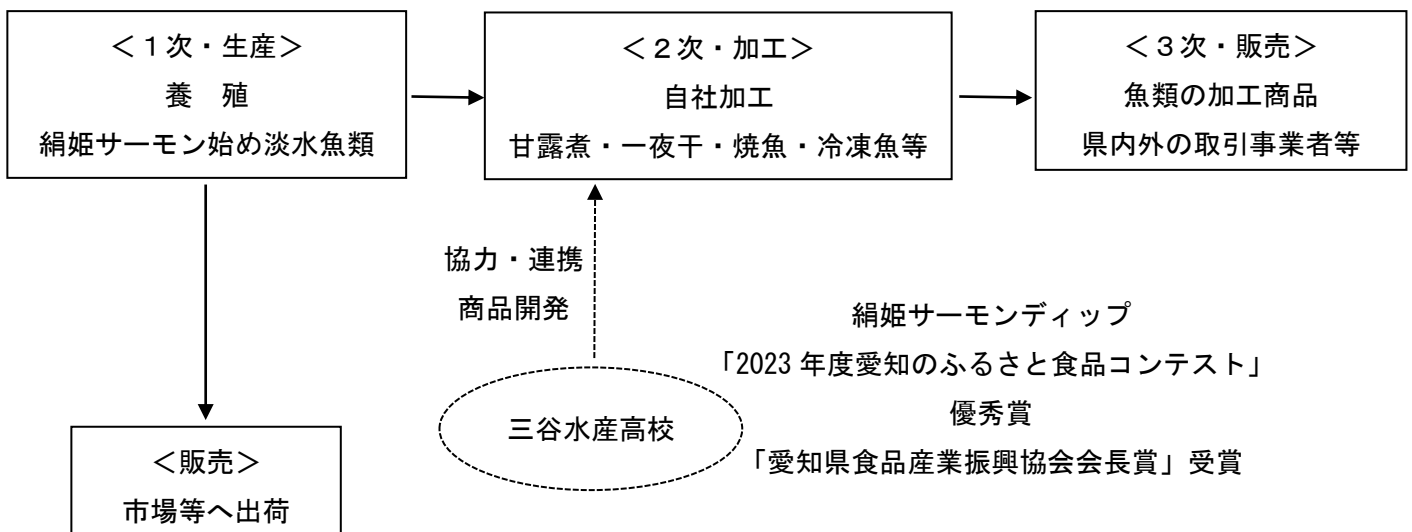 ＜１次・生産＞
養　殖
絹姫サーモン始め淡水魚類
＜２次・加工＞
自社加工
甘露煮・一夜干・焼魚・冷凍魚等
＜３次・販売＞
魚類の加工商品
県内外の取引事業者等
協力・連携
商品開発
三谷水産高校
絹姫サーモンディップ
「2023 年度愛知のふるさと食品コンテスト」
優秀賞
「愛知県食品産業振興協会会長賞」受賞
＜販売＞
市場等へ出荷